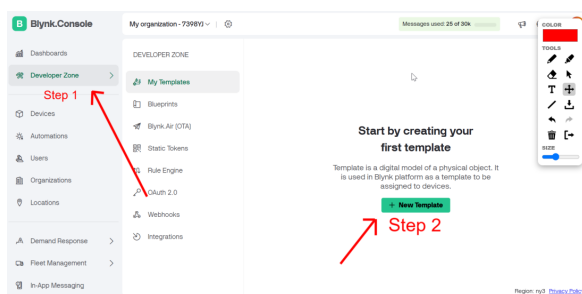 B Blynk.Console
My organization - 7398YJ
Messages used: 25 of 30k
COLOR
Dashboards
DEVELOPER ZONE
TOOLS
Developer Zone
My Templates
Step 1
Blueprints
T
Devices
Blynk.Air (OTA)
Automations
Start by creating your
Static Tokens
first template
SIZE
Users
Rule Engine
Template is a digital model of a physical object. It
Organizations
is used in Blynk platform as a template to be
OAuth 2.0
assigned to devices.
Locations
+ New Template
Webhooks
Step 2
Demand Response
Integrations
Fleet Management
In-App Messaging
Region: ny3 Privacy Policy